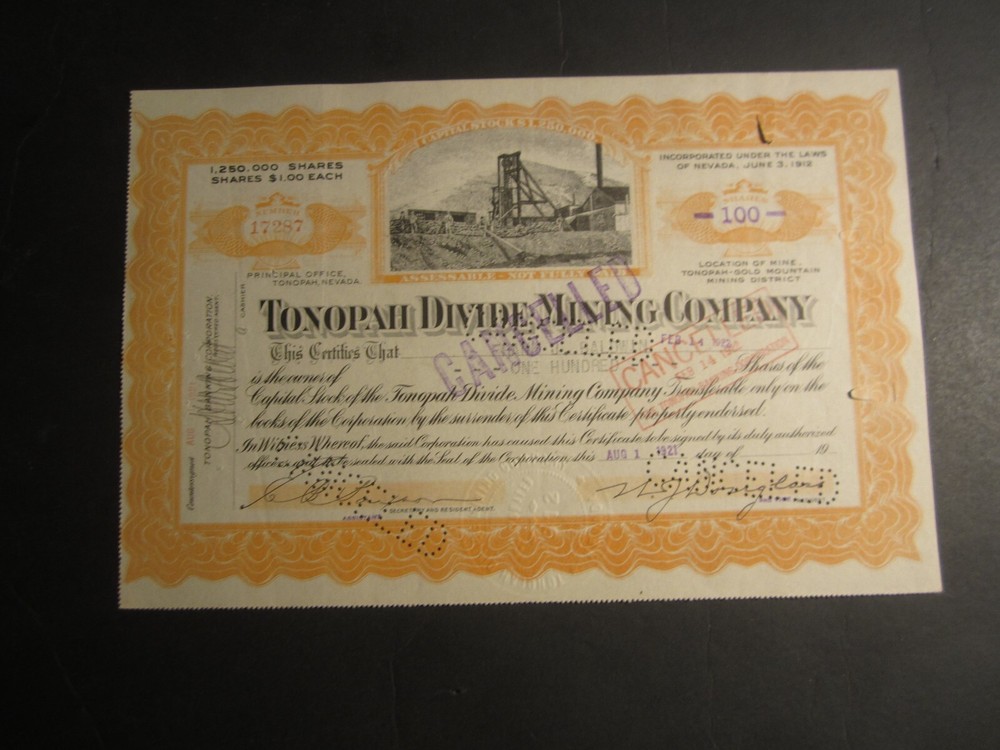 CAPITAL STOCK $1,250,000
1,250,000 SHARES
SHARES $1.00 EACH
INCORPORATED UNDER THE LAWS
OF NEVADA, JUNE 3, 1912
NUMBER
17287
SHARES
- 100 -
PRINCIPAL OFFICE,
TONOPAH, NEVADA.
LOCATION OF MINE,
TONOPAH-GOLD MOUNTAIN
MINING DISTRICT
ASSESSABLE - NOT FULLY PAID
TONOPAH DIVIDE MINING COMPANY
CANCELLED
This Certifies That
FEB 14
ONE HUNDRED
CANCELLED
is the owner of Shares of the
Capital Stock of the Tonopah Divide Mining Company Transferable only on the
books of the Corporation by the surrender of this Certificate properly endorsed.
In Witness Whereof, the said Corporation has caused this Certificate to be signed by its duly authorized
officers and to be sealed with the Seal of the Corporation, this AUG 1 1921 day of 19
SECRETARY AND RESIDENT AGENT.
ASSISTANT
Countersigned AUG
TONOPAH BANKING CORPORATION
CASHIER